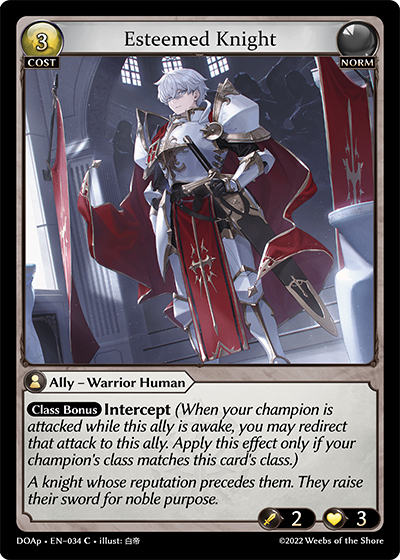 3 Esteemed Knight
COST NORM
Ally – Warrior Human
Class Bonus Intercept (When your champion is
attacked while this ally is awake, you may redirect
that attack to this ally. Apply this effect only if your
champion's class matches this card's class.)
A knight whose reputation precedes them. They raise
their sword for noble purpose.
2 3
DOAp • EN-034 C • illust: 白帝 ©2022 Weebs of the Shore